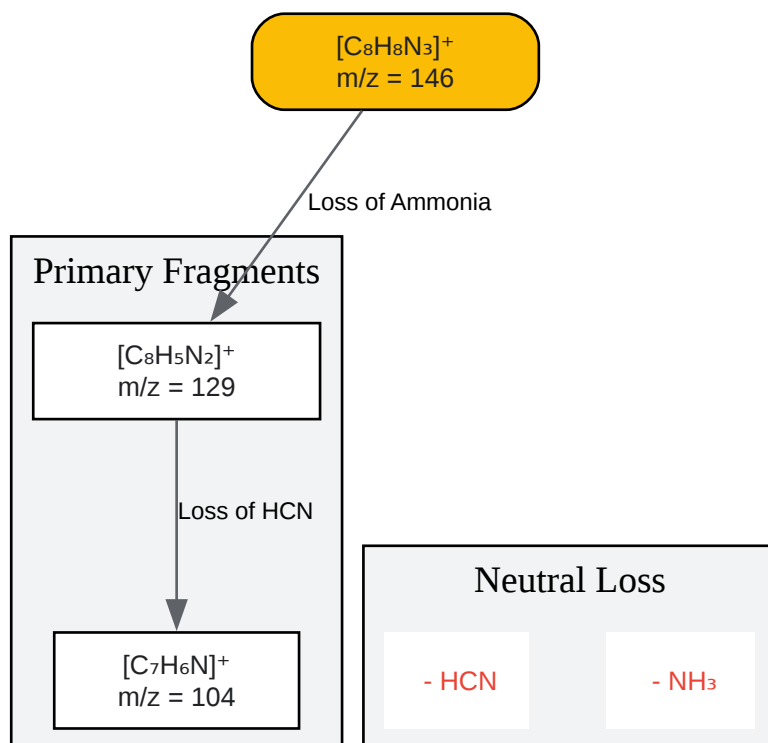 [C₈H₈N₃]⁺
m/z = 146
Loss of Ammonia
Primary Fragments
[C₈H₅N₂]⁺
m/z = 129
Loss of HCN
[C₇H₆N]⁺
m/z = 104
Neutral Loss
- HCN
- NH₃